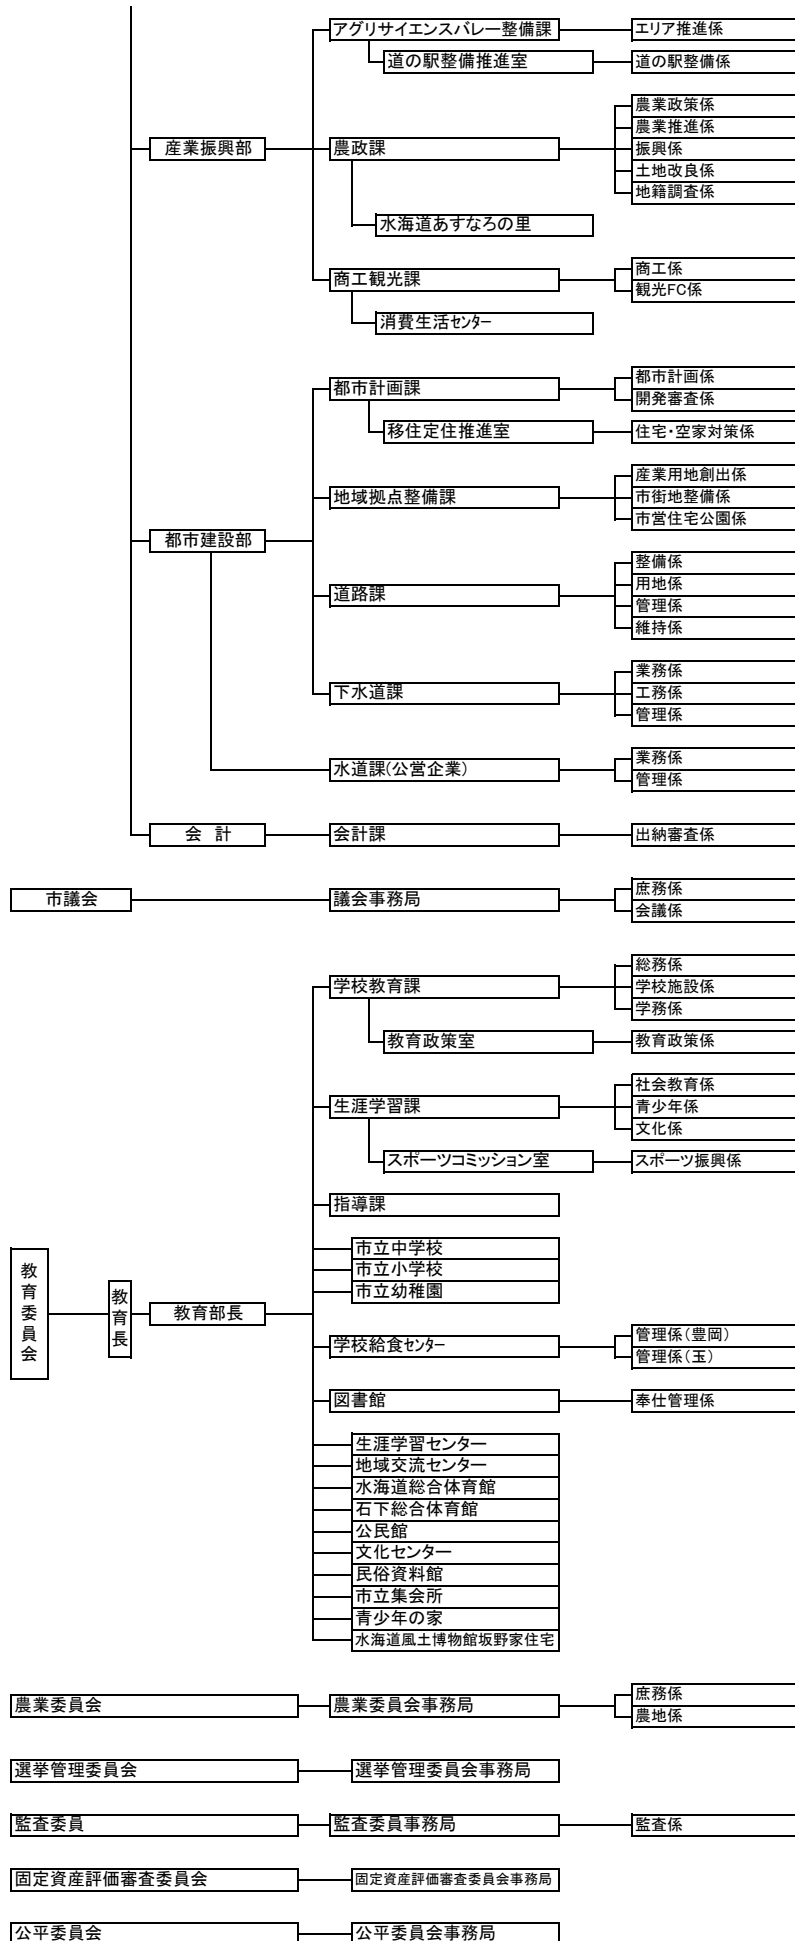 アグリサイエンスバレー整備課
エリア推進係
道の駅整備推進室
道の駅整備係
産業振興部
農政課
農業政策係
農業推進係
振興係
土地改良係
地籍調査係
水海道あすなろの里
商工観光課
商工係
観光FC係
消費生活センター
都市計画課
都市計画係
開発審査係
移住定住推進室
住宅・空家対策係
地域拠点整備課
産業用地創出係
市街地整備係
市営住宅公園係
都市建設部
道路課
整備係
用地係
管理係
維持係
下水道課
業務係
工務係
管理係
水道課(公営企業)
業務係
管理係
会 計
会計課
出納審査係
市議会
議会事務局
庶務係
会議係
学校教育課
総務係
学校施設係
学務係
教育政策室
教育政策係
生涯学習課
社会教育係
青少年係
文化係
スポーツコミッション室
スポーツ振興係
指導課
教育委員会
教育長
教育部長
市立中学校
市立小学校
市立幼稚園
学校給食センター
管理係(豊岡)
管理係(玉)
図書館
奉仕管理係
生涯学習センター
地域交流センター
水海道総合体育館
石下総合体育館
公民館
文化センター
民俗資料館
市立集会所
青少年の家
水海道風土博物館坂野家住宅
農業委員会
農業委員会事務局
庶務係
農地係
選挙管理委員会
選挙管理委員会事務局
監査委員
監査委員事務局
監査係
固定資産評価審査委員会
固定資産評価審査委員会事務局
公平委員会
公平委員会事務局